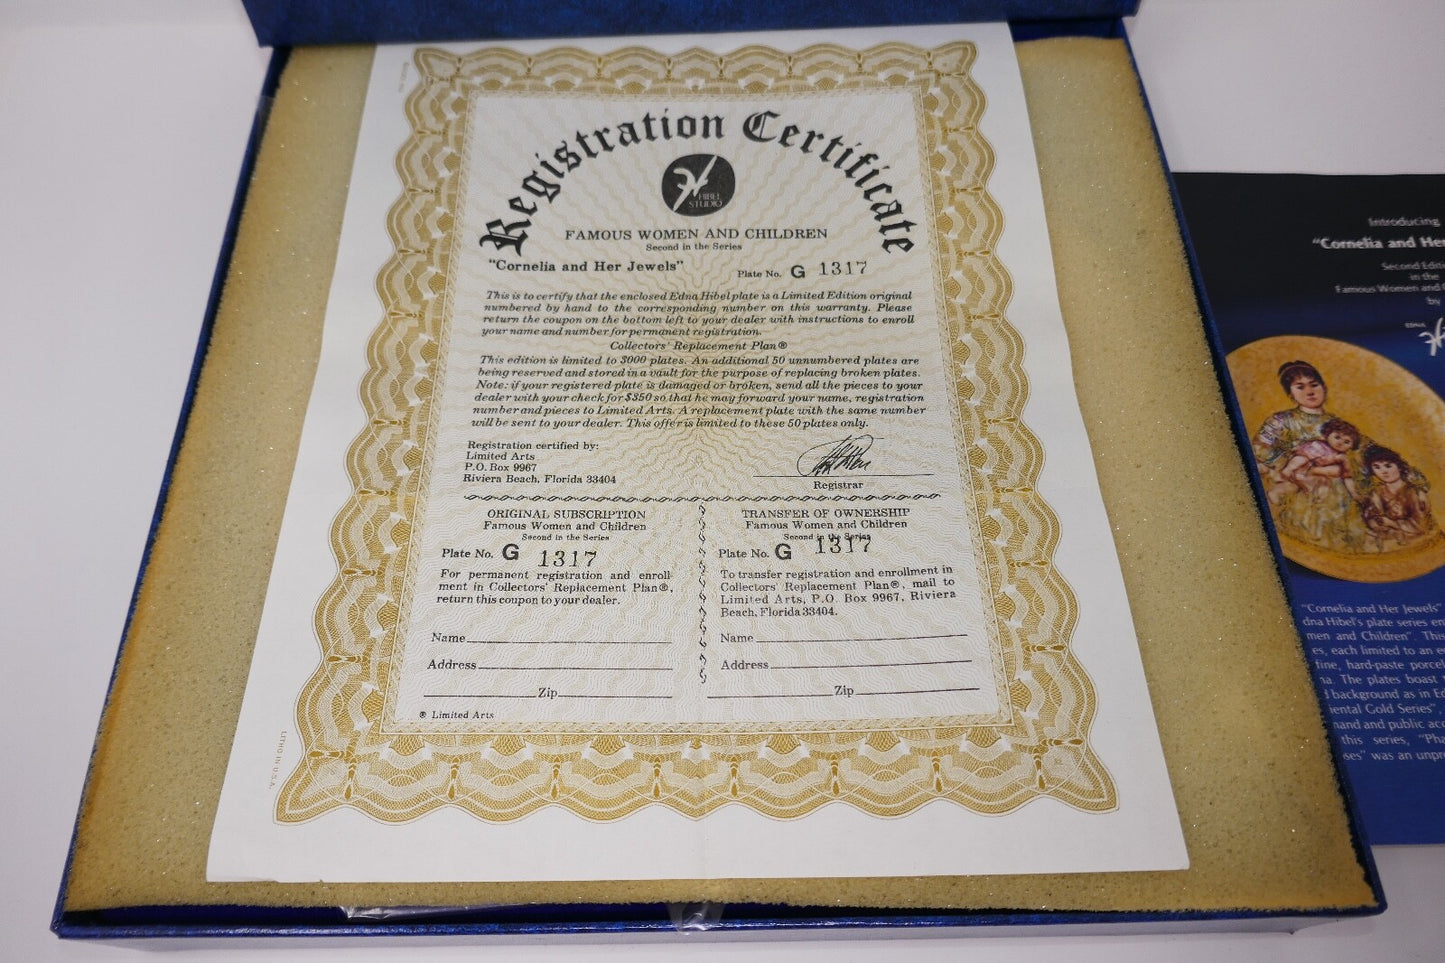 Registration Certificate
HIBEL
STUDIO
FAMOUS WOMEN AND CHILDREN
Second in the Series
"Cornelia and Her Jewels"
Plate No. G 1317
This is to certify that the enclosed Edna Hibel plate is a Limited Edition original
numbered by hand to the corresponding number on this warranty. Please
return the coupon on the bottom left to your dealer with instructions to enroll
your name and number for permanent registration.
Collectors' Replacement Plan®
This edition is limited to 3000 plates. An additional 50 unnumbered plates are
being reserved and stored in a vault for the purpose of replacing broken plates.
Note: if your registered plate is damaged or broken, send all the pieces to your
dealer with your check for $350 so that he may forward your name, registration
number and pieces to Limited Arts. A replacement plate with the same number
will be sent to your dealer. This offer is limited to these 50 plates only.
Registration certified by:
Limited Arts
P.O. Box 9967
Riviera Beach, Florida 33404
Registrar
ORIGINAL SUBSCRIPTION
Famous Women and Children
Second in the Series
Plate No. G 1317
For permanent registration and enroll-
ment in Collectors' Replacement Plan®,
return this coupon to your dealer.
Name
Address
Zip
® Limited Arts
TRANSFER OF OWNERSHIP
Famous Women and Children
Second in the Series
Plate No. G 1317
To transfer registration and enrollment in
Collectors' Replacement Plan®, mail to
Limited Arts, P.O. Box 9967, Riviera
Beach, Florida 33404.
Name
Address
Zip
LITHO IN U.S.A.
Introducing
"Cornelia and Her
Second Editi
in the
Famous Women and
by
EDNA
"Cornelia and Her Jewels"
dna Hibel's plate series en
men and Children". This
es, each limited to an e
fine, hard-paste porcel
na. The plates boast
d background as in Ed
iental Gold Series",
mand and public acc
this series, "Pha
ses" was an unpr